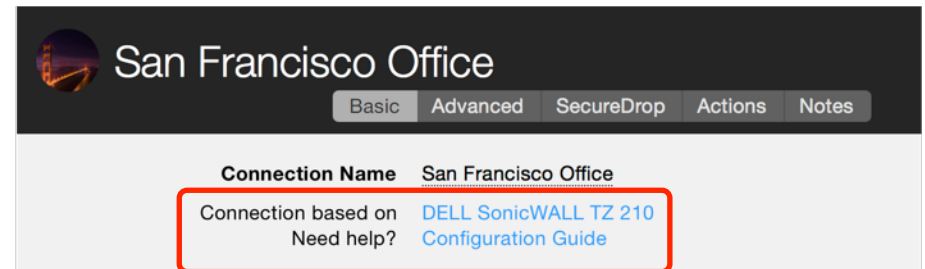 San Francisco Office
Basic Advanced SecureDrop Actions Notes
Connection Name San Francisco Office
Connection based on DELL SonicWALL TZ 210
Need help? Configuration Guide